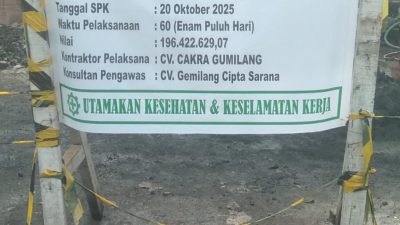 Tanggal SPK : 20 Oktober 2025
Waktu Pelaksanaan : 60 (Enam Puluh Hari)
Nilai : 196.422.629,07
Kontraktor Pelaksana : CV. CAKRA GUMILANG
Konsultan Pengawas : CV. Gemilang Cipta Sarana
UTAMAKAN KESEHATAN & KESELAMATAN KERJA